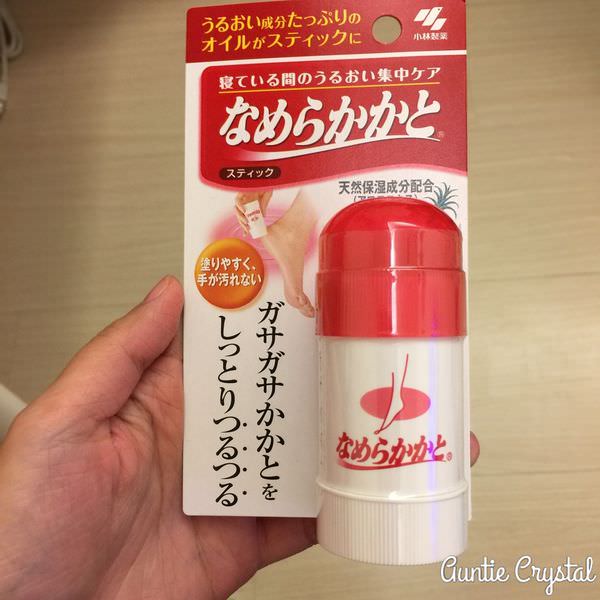 うるおい成分たっぷりの
オイルがスティックに
小林製薬
寝ている間のうるおい集中ケア
なめらかかと®
スティック
天然保湿成分配合
塗りやすく、
手が汚れない
ガサガサかかとを
しっとりつるつる
なめらかかと®
Auntie Crystal